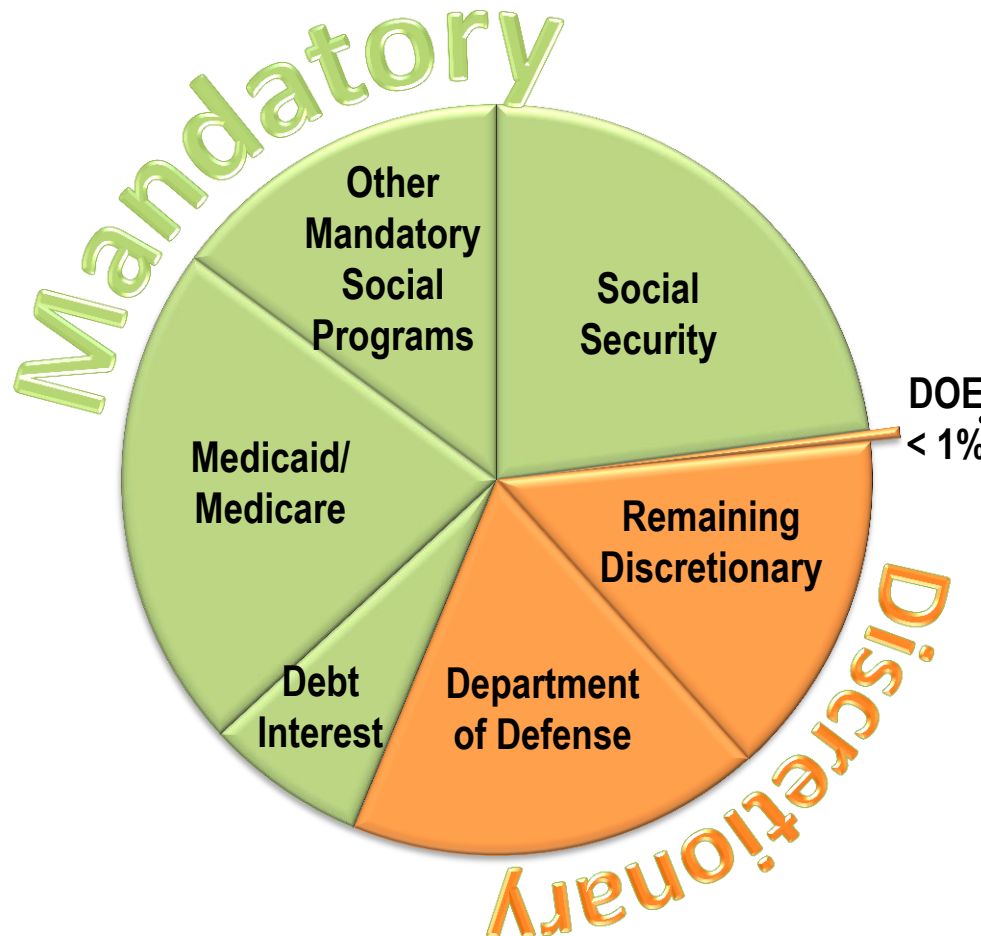 Mandatory
Other
Mandatory
Social
Programs
Social
Security
DOE
< 1%
Medicaid/
Medicare
Remaining
Discretionary
Debt
Interest
Department
of Defense
Discretionary